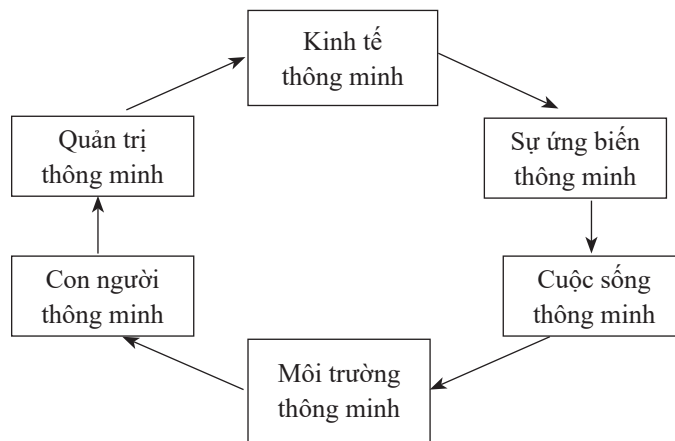 Kinh tế
thông minh
Quản trị
thông minh
Sự ứng biến
thông minh
Con người
thông minh
Cuộc sống
thông minh
Môi trường
thông minh